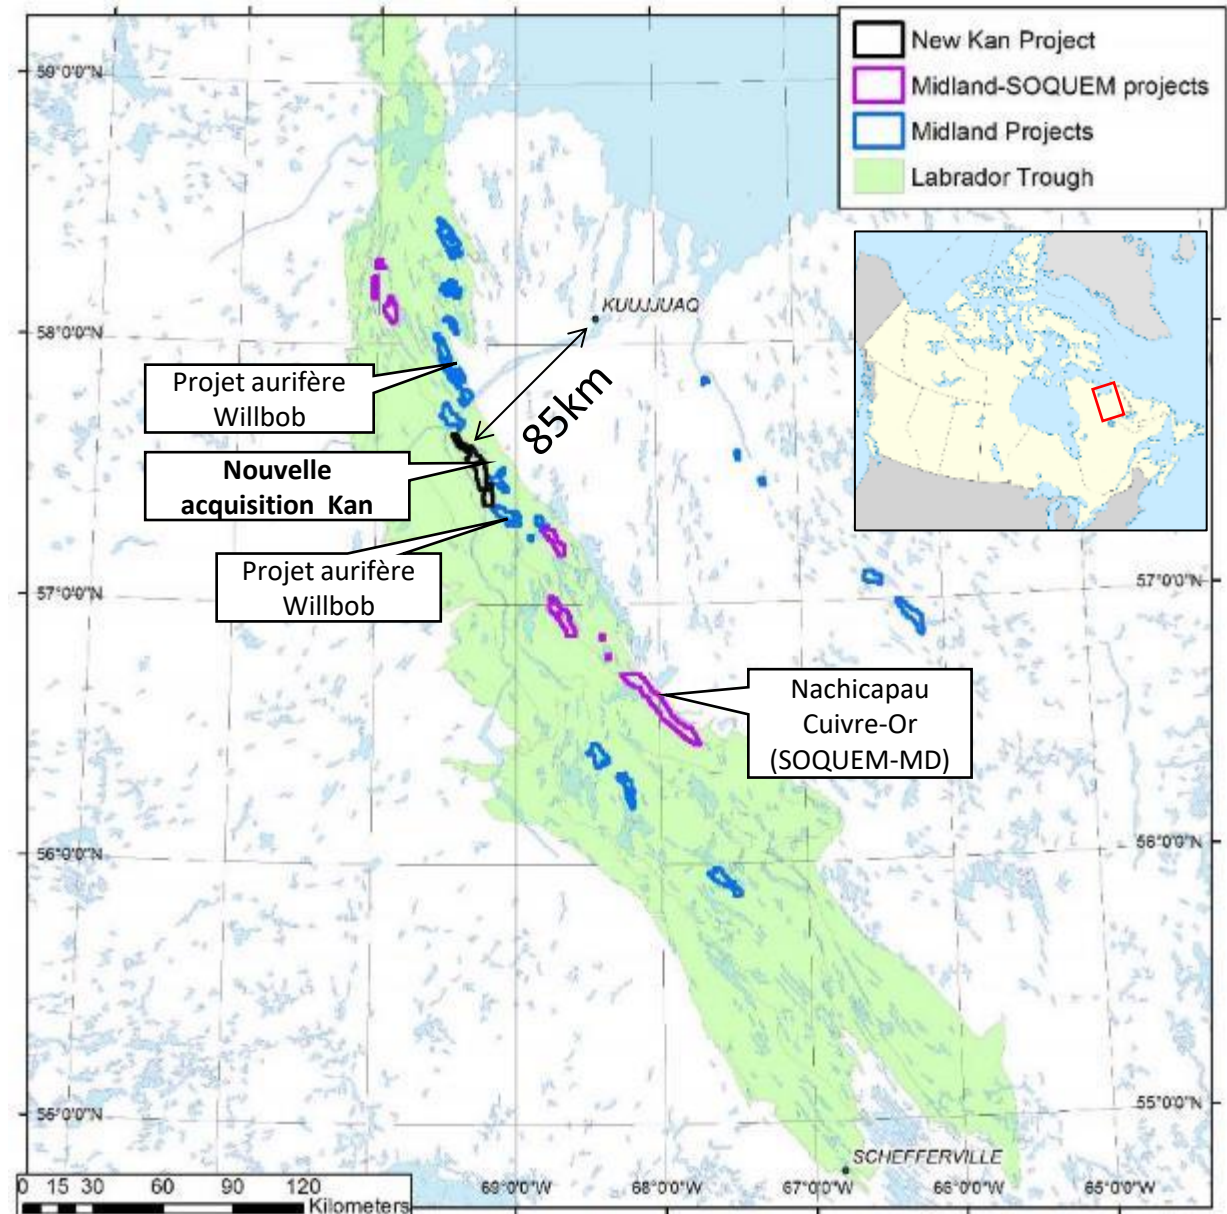 New Kan Project
Midland-SOQUEM projects
Midland Projects
Labrador Trough
59°0'0"N
58°0'0"N
KUUJJUAQ
Projet aurifère
Willbob
85km
Nouvelle
acquisition Kan
Projet aurifère
Willbob
57°0'0"N
57°0'0"N
Nachicapau
Cuivre-Or
(SOQUEM-MD)
56°0'0"N
56°0'0"N
56°0'0"N
55°0'0"N
SCHEFFERVILLE
0 15 30 60 90 120
Kilometers
69°0'0"W
68°0'0"W
67°0'0"W
66°0'0"W
65°0'0"W